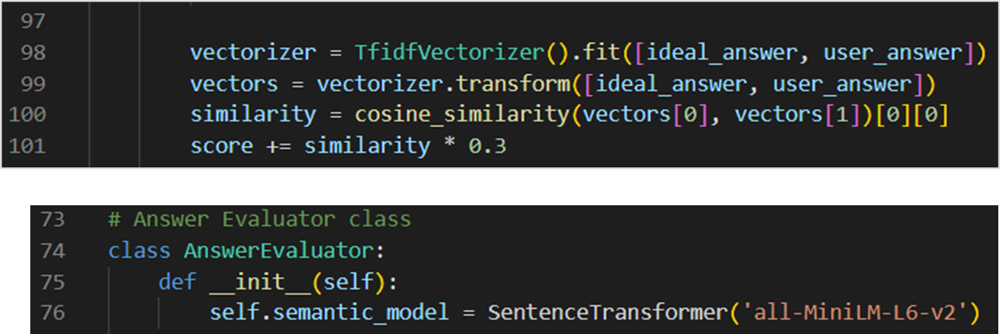 97
98 vectorizer = TfidfVectorizer().fit([ideal_answer, user_answer])
99 vectors = vectorizer.transform([ideal_answer, user_answer])
100 similarity = cosine_similarity(vectors[0], vectors[1])[0][0]
101 score += similarity * 0.3
73 # Answer Evaluator class
74 class AnswerEvaluator:
75 def __init__(self):
76 self.semantic_model = SentenceTransformer('all-MiniLM-L6-v2')